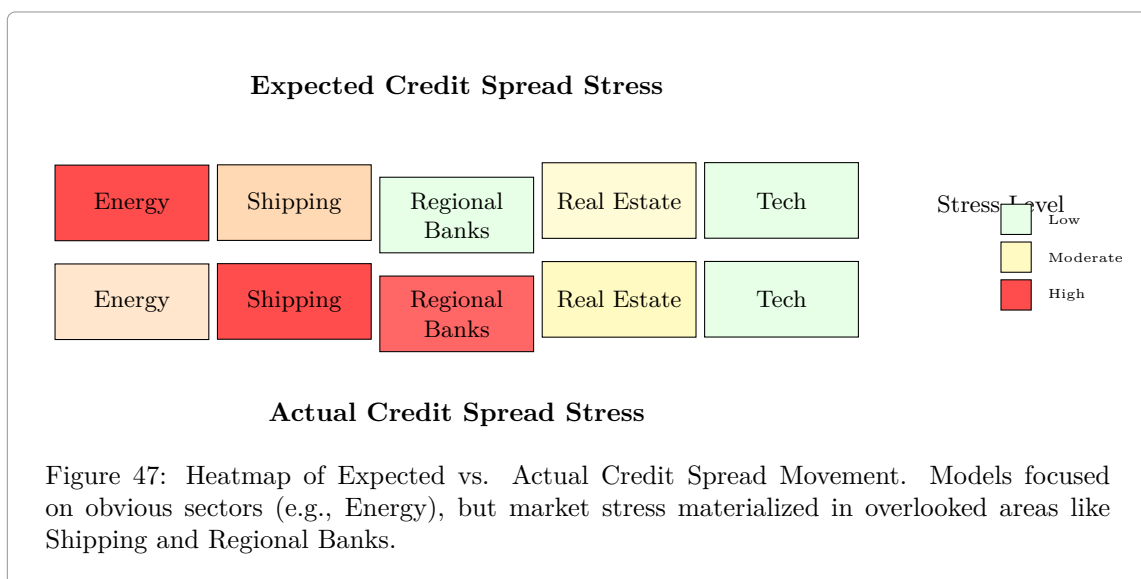 Expected Credit Spread Stress
Energy
Shipping
Regional
Banks
Real Estate
Tech
Stress Level
Low
Moderate
High
Energy
Shipping
Regional
Banks
Real Estate
Tech
Actual Credit Spread Stress
Figure 47: Heatmap of Expected vs. Actual Credit Spread Movement. Models focused
on obvious sectors (e.g., Energy), but market stress materialized in overlooked areas like
Shipping and Regional Banks.